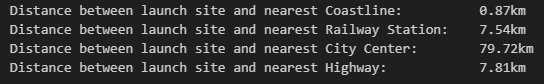 Distance between launch site and nearest Coastline: 0.87km
Distance between launch site and nearest Railway Station: 7.54km
Distance between launch site and nearest City Center: 79.72km
Distance between launch site and nearest Highway: 7.81km